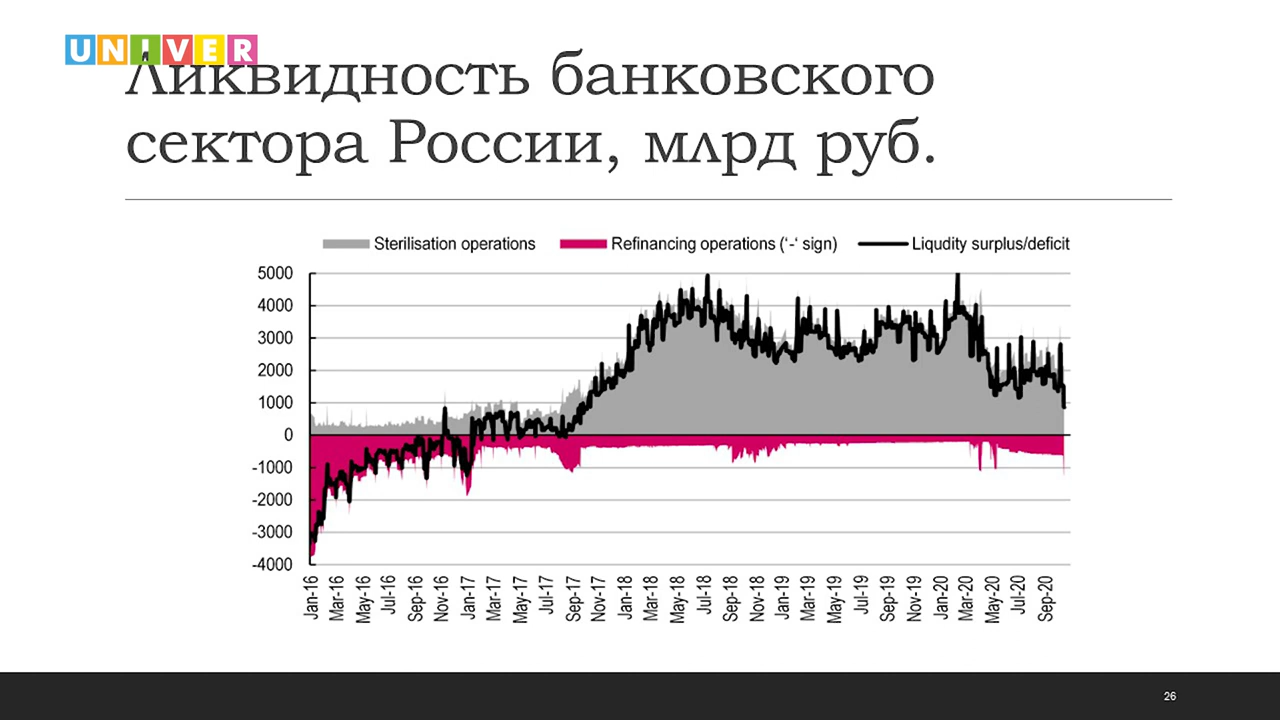 UNIVER
Ликвидность банковского
сектора России, млрд руб.
Sterilisation operations
Refinancing operations ('-' sign)
Liqudity surplus/deficit
5000
4000
3000
2000
1000
0
-1000
-2000
-3000
-4000
Jan-16
Mar-16
May-16
Jul-16
Sep-16
Nov-16
Jan-17
Mar-17
May-17
Jul-17
Sep-17
Nov-17
Jan-18
Mar-18
May-18
Jul-18
Sep-18
Nov-18
Jan-19
Mar-19
May-19
Jul-19
Sep-19
Nov-19
Jan-20
Mar-20
May-20
Jul-20
Sep-20
26